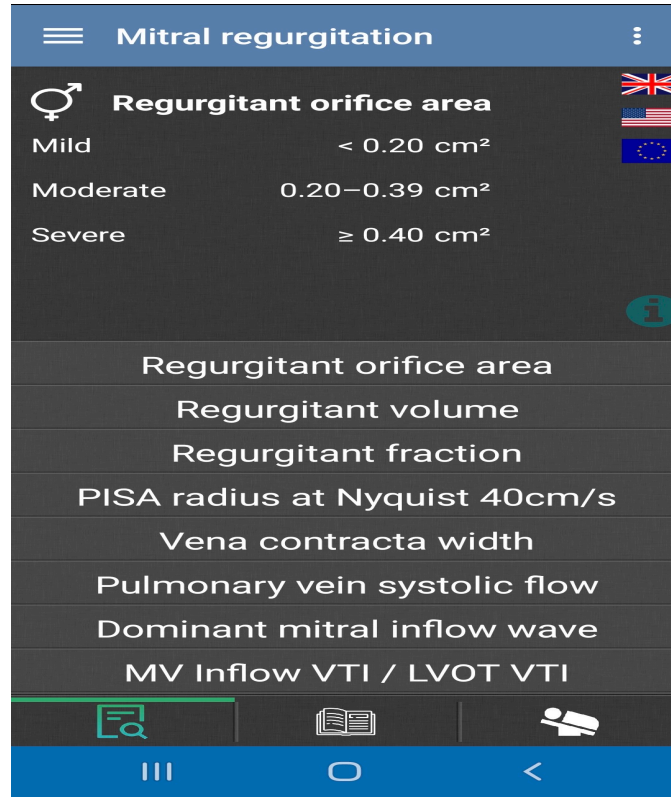 Mitral regurgitation
Regurgitant orifice area
Mild < 0.20 cm²
Moderate 0.20–0.39 cm²
Severe ≥ 0.40 cm²
i
Regurgitant orifice area
Regurgitant volume
Regurgitant fraction
PISA radius at Nyquist 40cm/s
Vena contracta width
Pulmonary vein systolic flow
Dominant mitral inflow wave
MV Inflow VTI / LVOT VTI